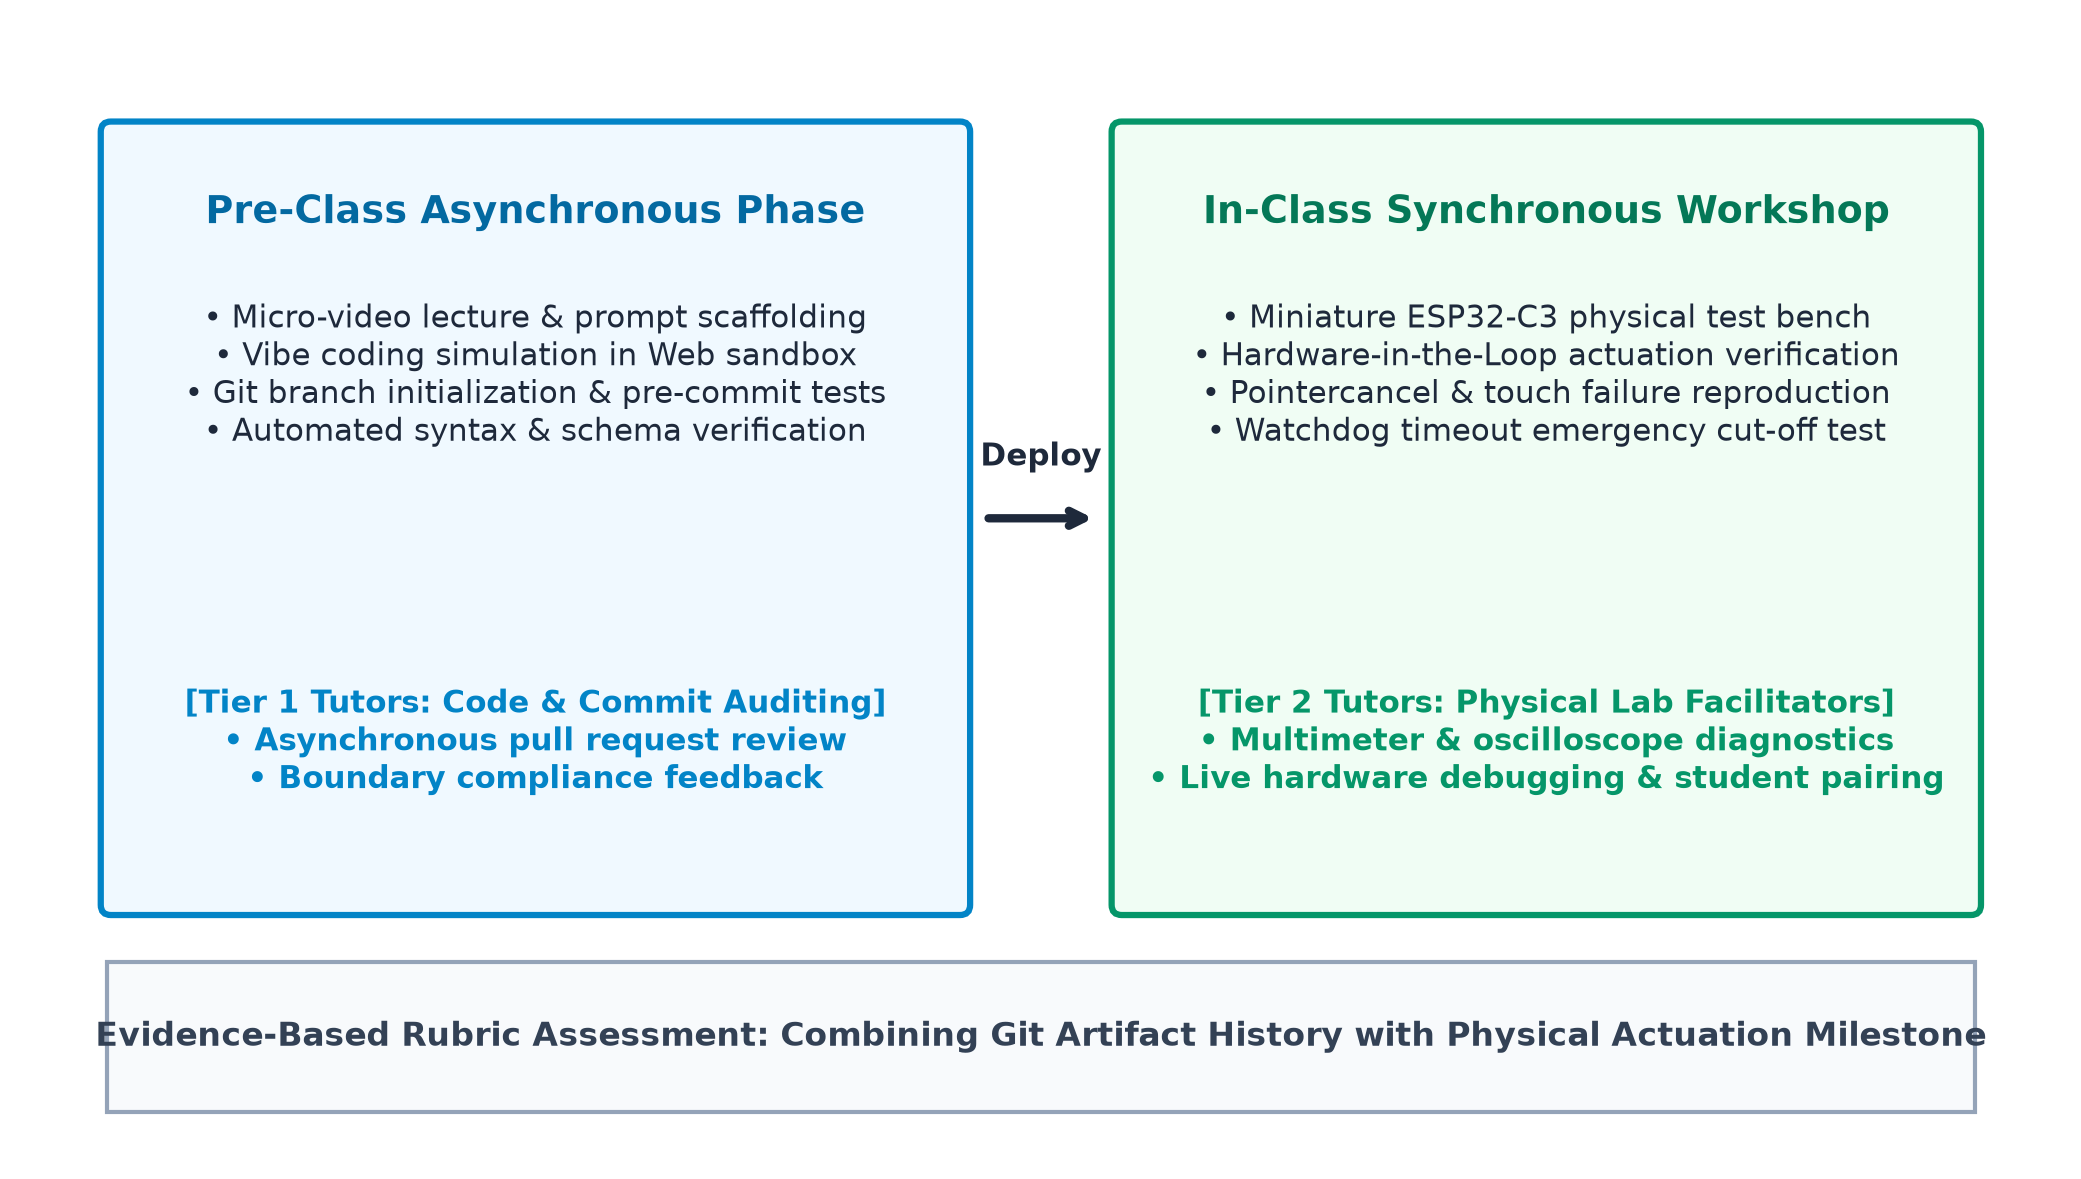 Pre-Class Asynchronous Phase
• Micro-video lecture & prompt scaffolding
• Vibe coding simulation in Web sandbox
• Git branch initialization & pre-commit tests
• Automated syntax & schema verification
[Tier 1 Tutors: Code & Commit Auditing]
• Asynchronous pull request review
• Boundary compliance feedback
Deploy
In-Class Synchronous Workshop
• Miniature ESP32-C3 physical test bench
• Hardware-in-the-Loop actuation verification
• Pointercancel & touch failure reproduction
• Watchdog timeout emergency cut-off test
[Tier 2 Tutors: Physical Lab Facilitators]
• Multimeter & oscilloscope diagnostics
• Live hardware debugging & student pairing
Evidence-Based Rubric Assessment: Combining Git Artifact History with Physical Actuation Milestone